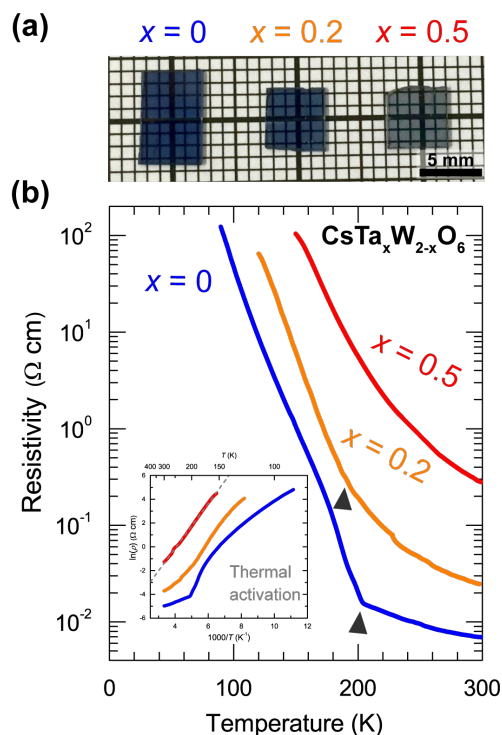 (a)
x = 0 x = 0.2 x = 0.5
5 mm
(b)
CsTaxW2-xO6
x = 0
x = 0.2
x = 0.5
10²
10¹
10⁰
10⁻¹
10⁻²
Resistivity (Ω cm)
0 100 200 300
Temperature (K)
T (K)
400 300 200 150 100
6
4
2
0
-2
-4
-6
ln(ρ) (Ω cm)
Thermal
activation
4 6 8 10 12
1000/T (K⁻¹)